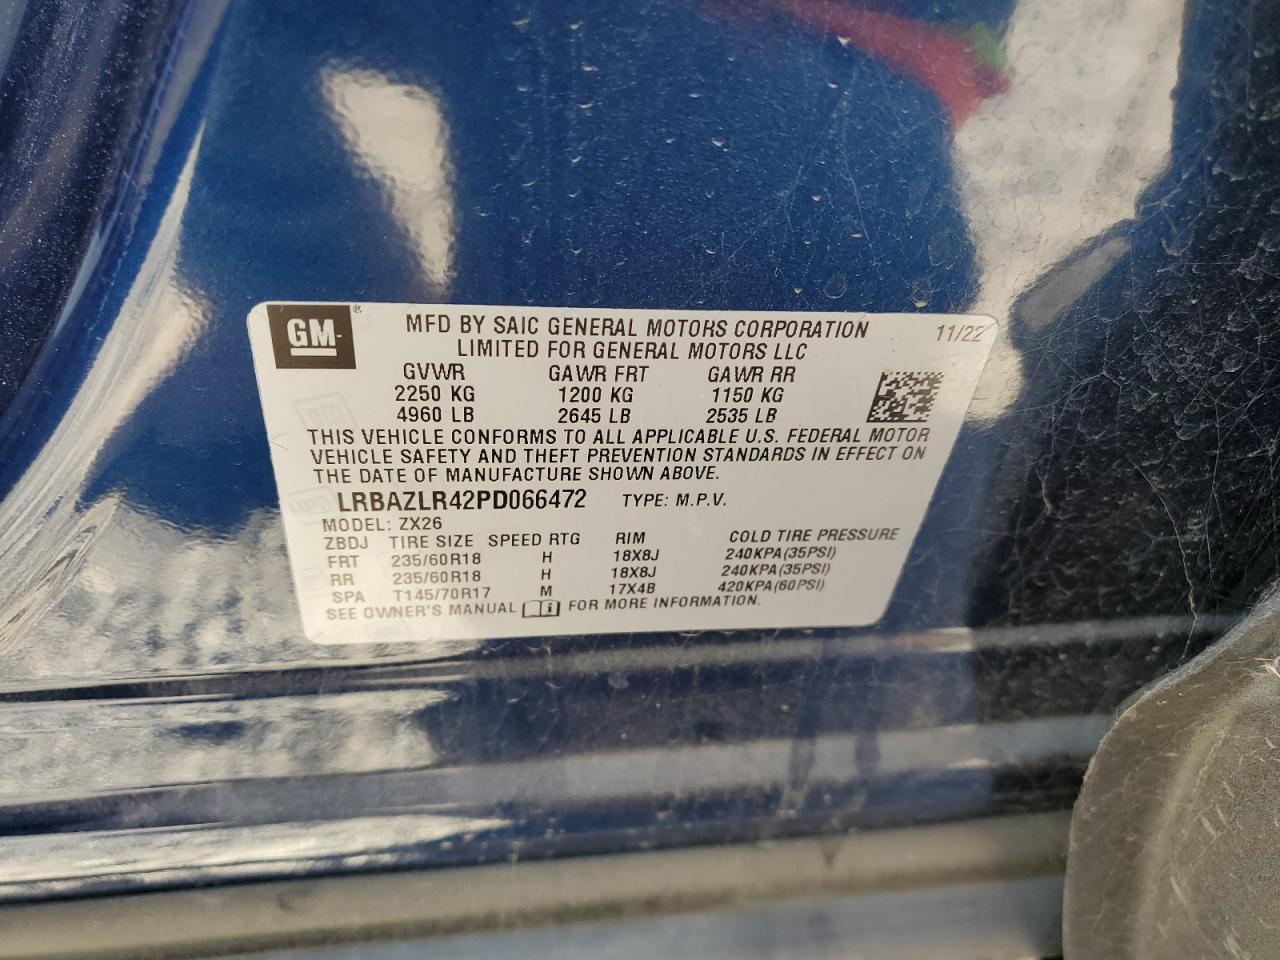 GM ® MFD BY SAIC GENERAL MOTORS CORPORATION 11/22
LIMITED FOR GENERAL MOTORS LLC
GVWR GAWR FRT GAWR RR
2250 KG 1200 KG 1150 KG
4960 LB 2645 LB 2535 LB
THIS VEHICLE CONFORMS TO ALL APPLICABLE U.S. FEDERAL MOTOR
VEHICLE SAFETY AND THEFT PREVENTION STANDARDS IN EFFECT ON
THE DATE OF MANUFACTURE SHOWN ABOVE.
LRBAZLR42PD066472 TYPE: M.P.V.
MODEL: ZX26
ZBDJ TIRE SIZE SPEED RTG RIM COLD TIRE PRESSURE
FRT 235/60R18 H 18X8J 240KPA(35PSI)
RR 235/60R18 H 18X8J 240KPA(35PSI)
SPA T145/70R17 M 17X4B 420KPA(60PSI)
SEE OWNER'S MANUAL FOR MORE INFORMATION.